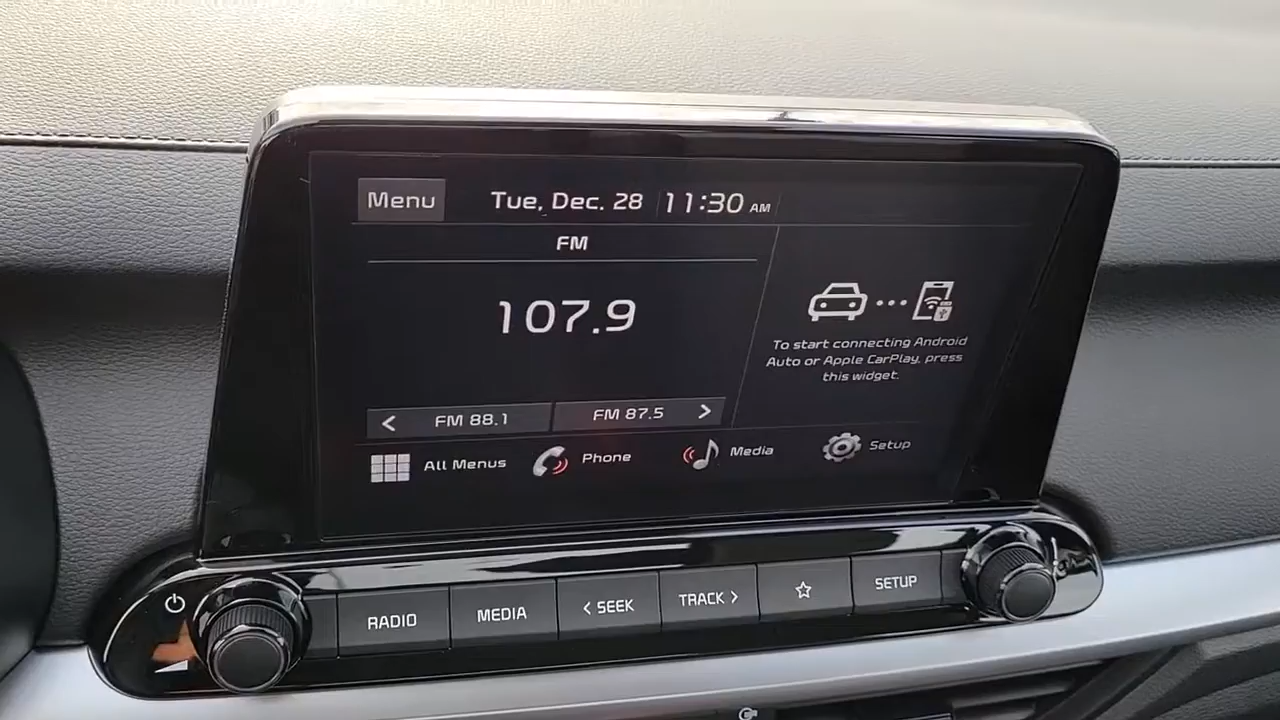 Menu
Tue, Dec. 28
11:30 AM
FM
107.9
To start connecting Android
Auto or Apple CarPlay, press
this widget.
< FM 88.1
FM 87.5 >
All Menus
Phone
Media
Setup
RADIO
MEDIA
< SEEK
TRACK >
SETUP